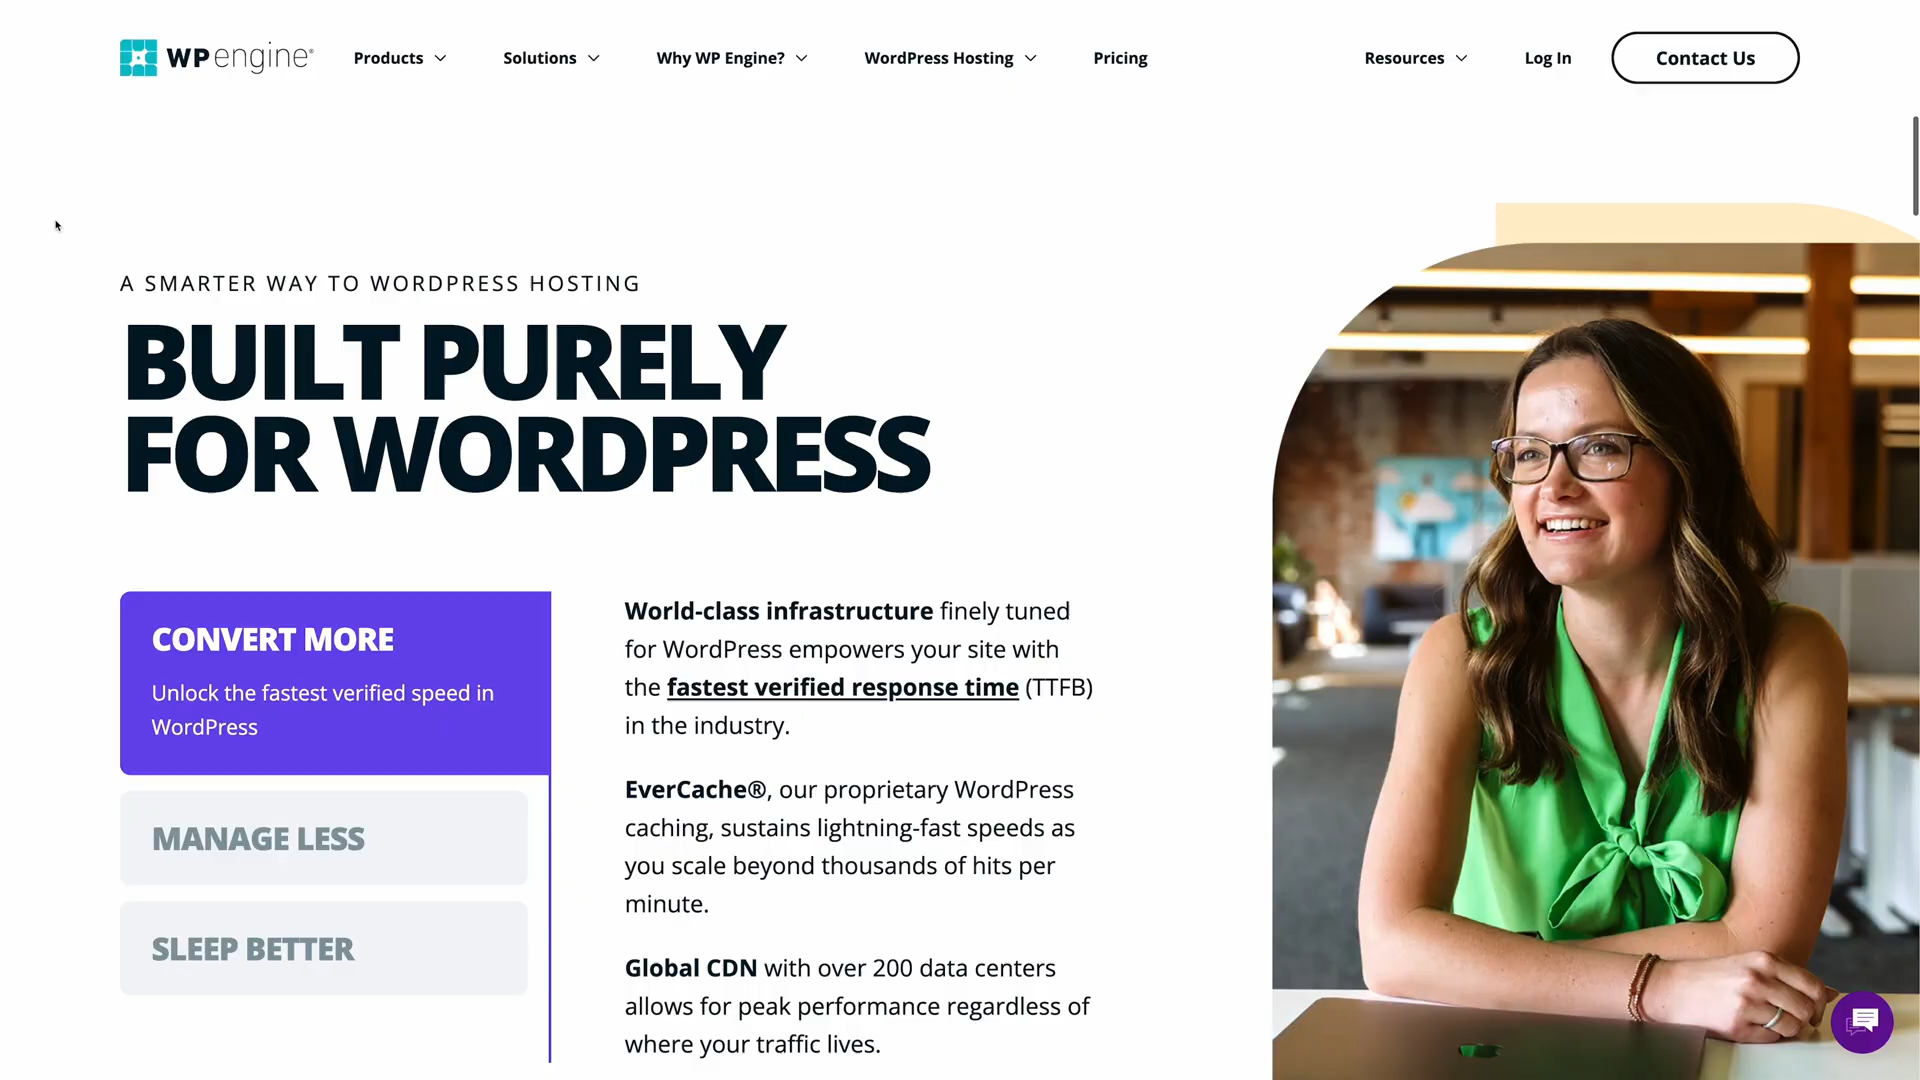 WP engine®
Products
Solutions
Why WP Engine?
WordPress Hosting
Pricing
Resources
Log In
Contact Us
A SMARTER WAY TO WORDPRESS HOSTING
BUILT PURELY
FOR WORDPRESS
CONVERT MORE
Unlock the fastest verified speed in
WordPress
MANAGE LESS
SLEEP BETTER
World-class infrastructure finely tuned
for WordPress empowers your site with
the fastest verified response time (TTFB)
in the industry.
EverCache®, our proprietary WordPress
caching, sustains lightning-fast speeds as
you scale beyond thousands of hits per
minute.
Global CDN with over 200 data centers
allows for peak performance regardless of
where your traffic lives.